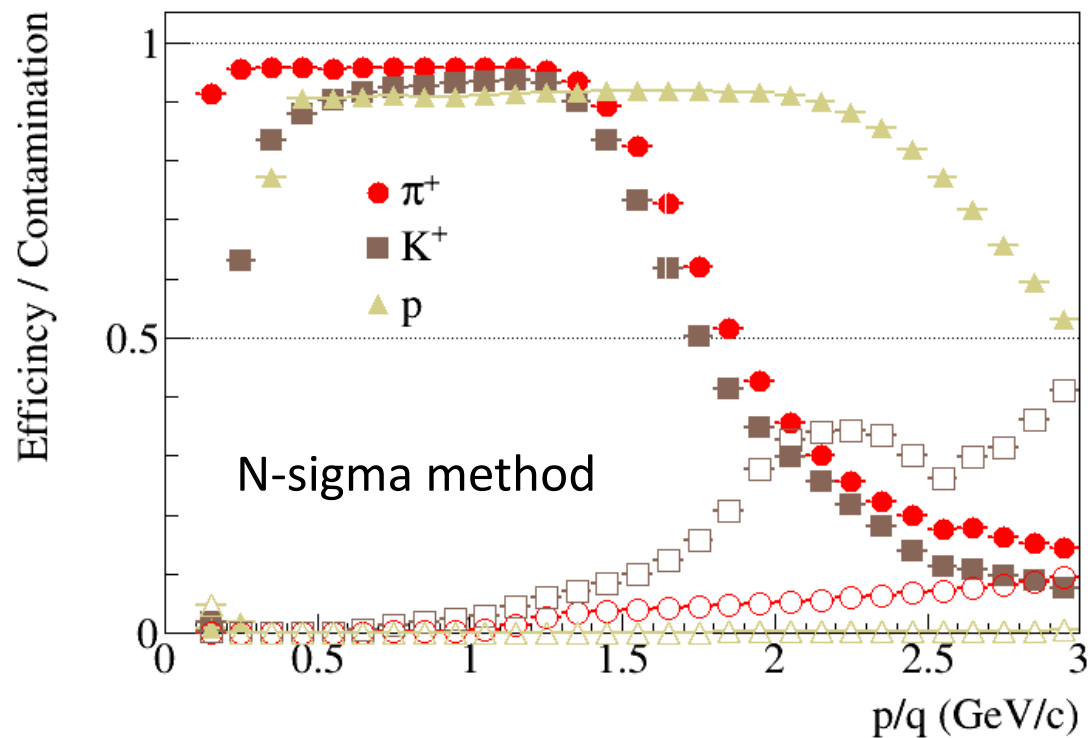 Efficincy / Contamination
1
0.5
0
π⁺
K⁺
p
N-sigma method
0 0.5 1 1.5 2 2.5 3
p/q (GeV/c)